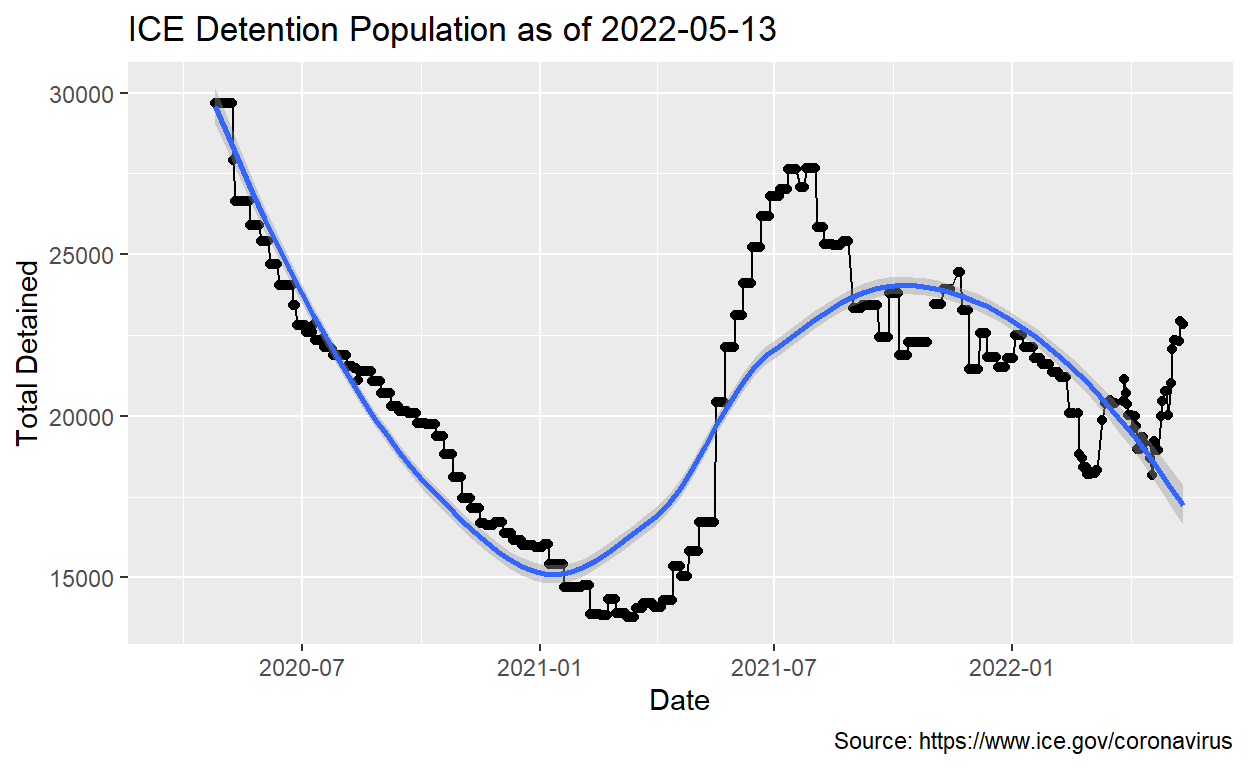 ICE Detention Population as of 2022-05-13
30000
25000
20000
15000
Total Detained
2020-07
2021-01
2021-07
2022-01
Date
Source: https://www.ice.gov/coronavirus